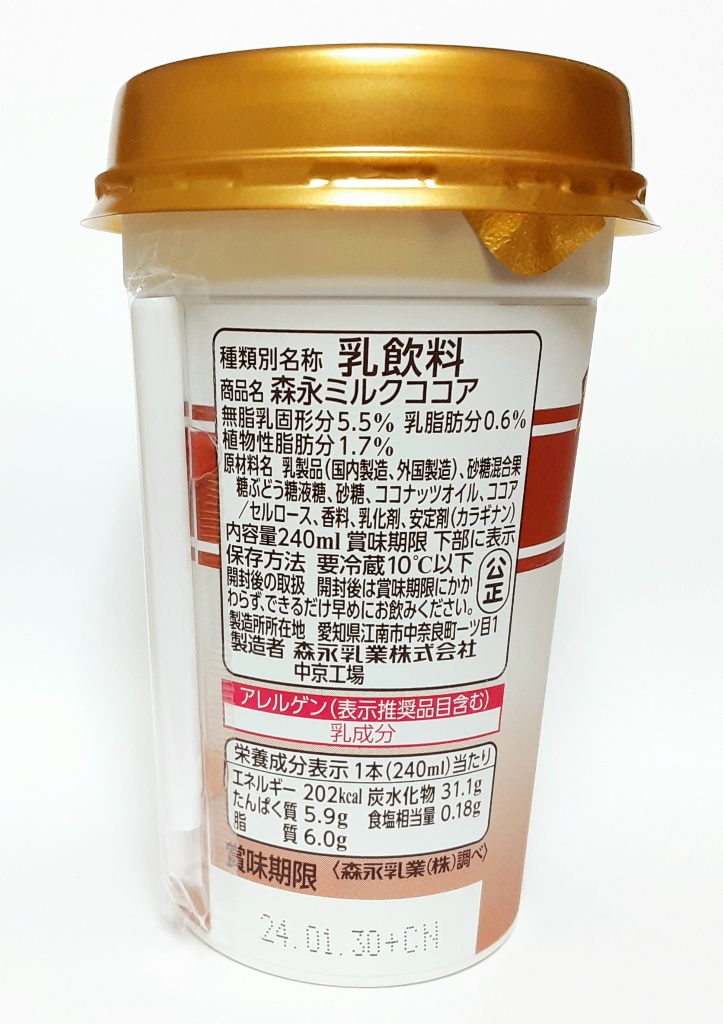 種類別名称 乳飲料
商品名 森永ミルクココア
無脂乳固形分5.5% 乳脂肪分0.6%
植物性脂肪分1.7%
原材料名 乳製品(国内製造、外国製造)、砂糖混合果
糖ぶどう糖液糖、砂糖、ココナッツオイル、ココア
/セルロース、香料、乳化剤、安定剤(カラギナン)
内容量240ml 賞味期限 下部に表示
保存方法 要冷蔵10℃以下
開封後の取扱 開封後は賞味期限にかか
わらず、できるだけ早めにお飲みください。
公正
製造所所在地 愛知県江南市中奈良町一ツ目1
製造者 森永乳業株式会社
中京工場
アレルゲン(表示推奨品目含む)
乳成分
栄養成分表示 1本(240ml)当たり
エネルギー 202kcal 炭水化物 31.1g
たんぱく質 5.9g 食塩相当量 0.18g
脂質 6.0g
賞味期限 〈森永乳業(株)調べ〉
24.01.30+CN